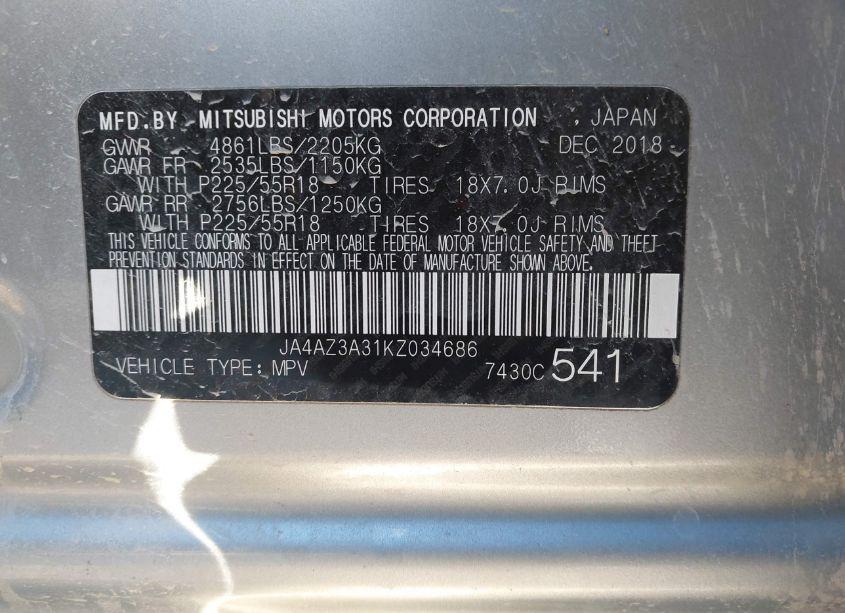 MFD.BY MITSUBISHI MOTORS CORPORATION , JAPAN
GVWR 4861LBS/2205KG DEC 2018
GAWR FR 2535LBS/1150KG
WITH P225/55R18 TIRES 18X7.0J RIMS
GAWR RR 2756LBS/1250KG
WITH P225/55R18 TIRES 18X7.0J RIMS
THIS VEHICLE CONFORMS TO ALL APPLICABLE FEDERAL MOTOR VEHICLE SAFETY AND THEFT
PREVENTION STANDARDS IN EFFECT ON THE DATE OF MANUFACTURE SHOWN ABOVE.
JA4AZ3A31KZ034686
VEHICLE TYPE: MPV 7430C 541